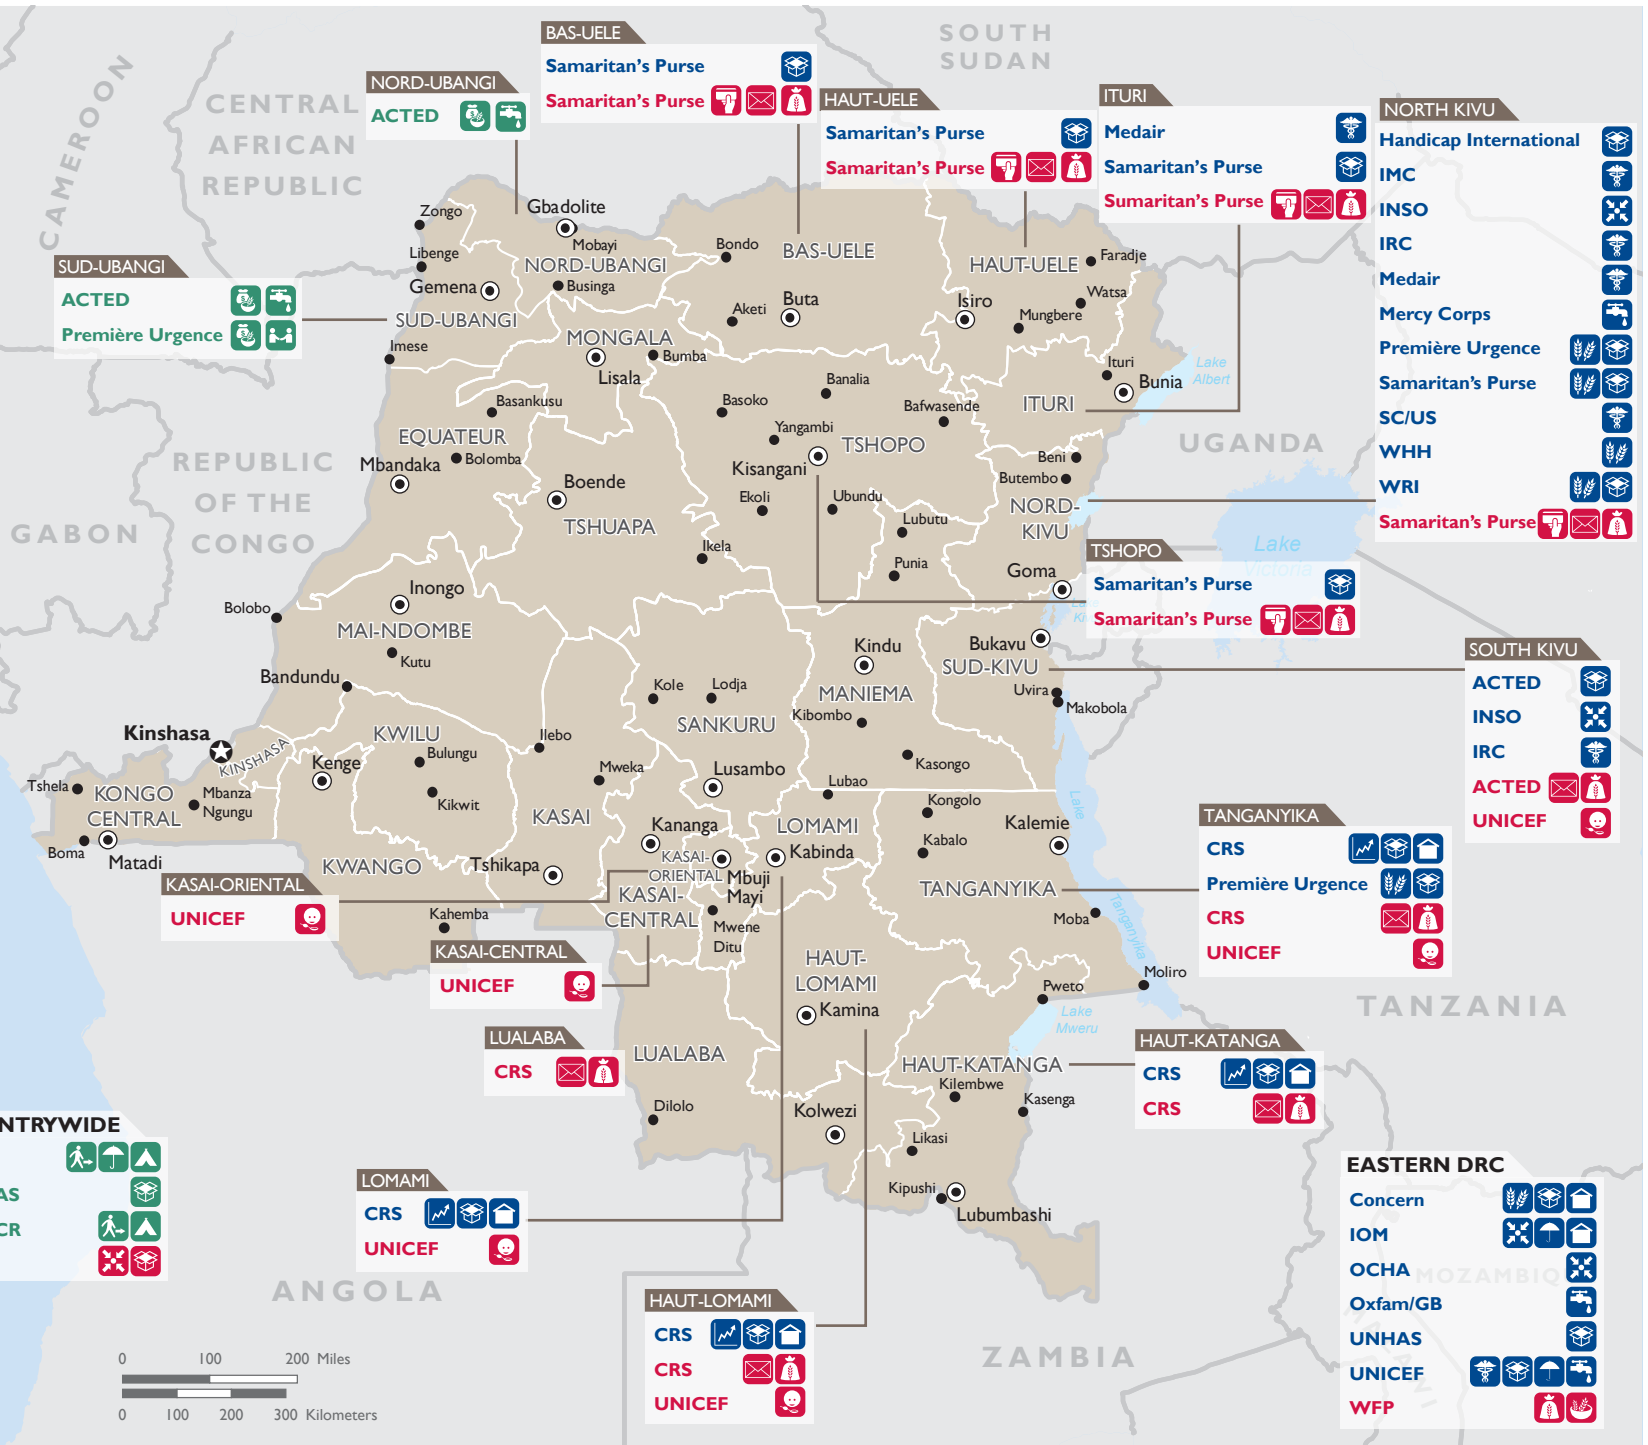 CAMEROON
CENTRAL
AFRICAN
REPUBLIC
SOUTH
SUDAN
NORD-UBANGI
ACTED
BAS-UELE
Samaritan's Purse
Samaritan's Purse
HAUT-UELE
Samaritan's Purse
Samaritan's Purse
ITURI
Medair
Samaritan's Purse
Sumaritan's Purse
NORTH KIVU
Handicap International
IMC
INSO
IRC
Medair
Mercy Corps
Première Urgence
Samaritan's Purse
SC/US
WHH
WRI
Samaritan's Purse
SUD-UBANGI
ACTED
Première Urgence
Zongo
Gbadolite
Mobayi
Libenge
NORD-UBANGI
Gemena
Businga
SUD-UBANGI
Imese
Bondo
BAS-UELE
Aketi
Buta
HAUT-UELE
Faradje
Isiro
Watsa
Mungbere
MONGALA
Bumba
Lisala
Ituri
Bunia
ITURI
Lake
Albert
Basankusu
EQUATEUR
Mbandaka
Bolomba
Boende
TSHUAPA
Ikela
Banalia
Basoko
Bafwasende
Yangambi
TSHOPO
Kisangani
Ekoli
Ubundu
Lubutu
Punia
Beni
Butembo
NORD-
KIVU
Goma
UGANDA
REPUBLIC
OF THE
CONGO
GABON
Lake
Victoria
TSHOPO
Samaritan's Purse
Samaritan's Purse
Inongo
Bolobo
MAI-NDOMBE
Kutu
Bandundu
Kindu
MANIEMA
Kibombo
Kasongo
Bukavu
SUD-KIVU
Uvira
Makobola
Kole
Lodja
SANKURU
SOUTH KIVU
ACTED
INSO
IRC
ACTED
UNICEF
Kinshasa
KINSHASA
KWILU
Bulungu
Kenge
Kikwit
Ilebo
Mweka
Lusambo
Lubao
Tshela
KONGO
CENTRAL
Mbanza
Ngungu
Boma
Matadi
KWANGO
KASAI
Tshikapa
Kananga
KASAI-
ORIENTAL
Mbuji
Mayi
LOMAMI
Kabinda
KASAI-
CENTRAL
Mwene
Ditu
Kongolo
Kabalo
Kalemie
TANGANYIKA
Moba
Lake
Tanganyika
TANGANYIKA
CRS
Première Urgence
CRS
UNICEF
KASAI-ORIENTAL
UNICEF
Kahemba
KASAI-CENTRAL
UNICEF
HAUT-
LOMAMI
Kamina
Pweto
Moliro
Lake
Mweru
TANZANIA
LUALABA
CRS
LUALABA
Dilolo
Kolwezi
HAUT-KATANGA
Kilembwe
Kasenga
Likasi
Kipushi
Lubumbashi
HAUT-KATANGA
CRS
CRS
NTRYWIDE
AS
CR
LOMAMI
CRS
UNICEF
ANGOLA
HAUT-LOMAMI
CRS
CRS
UNICEF
ZAMBIA
EASTERN DRC
Concern
IOM
OCHA
MOZAMBIQ
Oxfam/GB
UNHAS
UNICEF
WFP
0 100 200 Miles
0 100 200 300 Kilometers